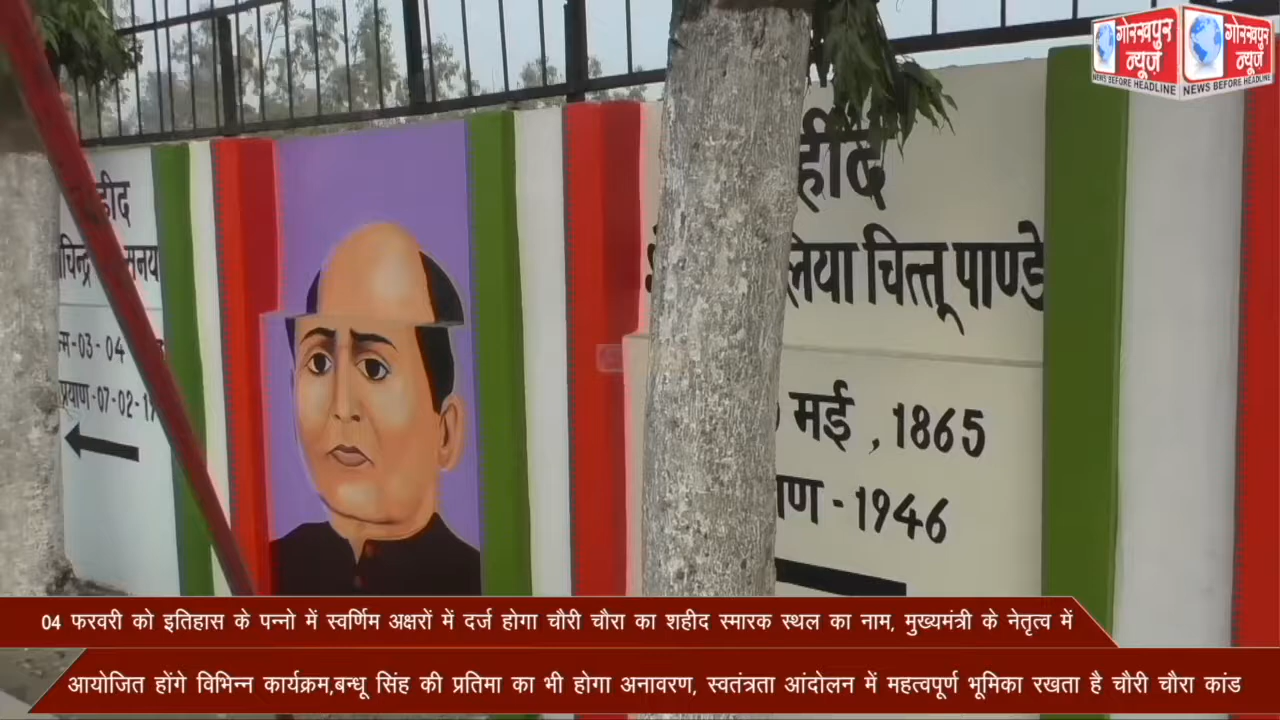 गोरखपुर न्यूज़
NEWS BEFORE HEADLINE
गोरखपुर न्यूज़
NEWS BEFORE HEADLINE
चित्तू पाण्डे
मई , 1865
- 1946
-03- 04
-07-02-
04 फरवरी को इतिहास के पन्नो में स्वर्णिम अक्षरों में दर्ज होगा चौरी चौरा का शहीद स्मारक स्थल का नाम, मुख्यमंत्री के नेतृत्व में
आयोजित होंगे विभिन्न कार्यक्रम,बन्धू सिंह की प्रतिमा का भी होगा अनावरण, स्वतंत्रता आंदोलन में महत्वपूर्ण भूमिका रखता है चौरी चौरा कांड